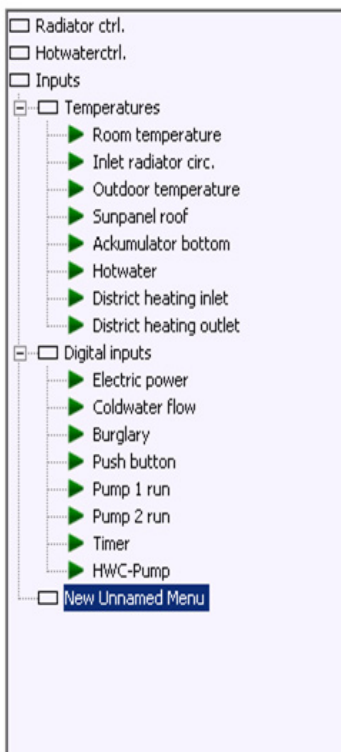 Radiator ctrl.
Hotwaterctrl.
Inputs
Temperatures
Room temperature
Inlet radiator circ.
Outdoor temperature
Sunpanel roof
Ackumulator bottom
Hotwater
District heating inlet
District heating outlet
Digital inputs
Electric power
Coldwater flow
Burglary
Push button
Pump 1 run
Pump 2 run
Timer
HWC-Pump
New Unnamed Menu